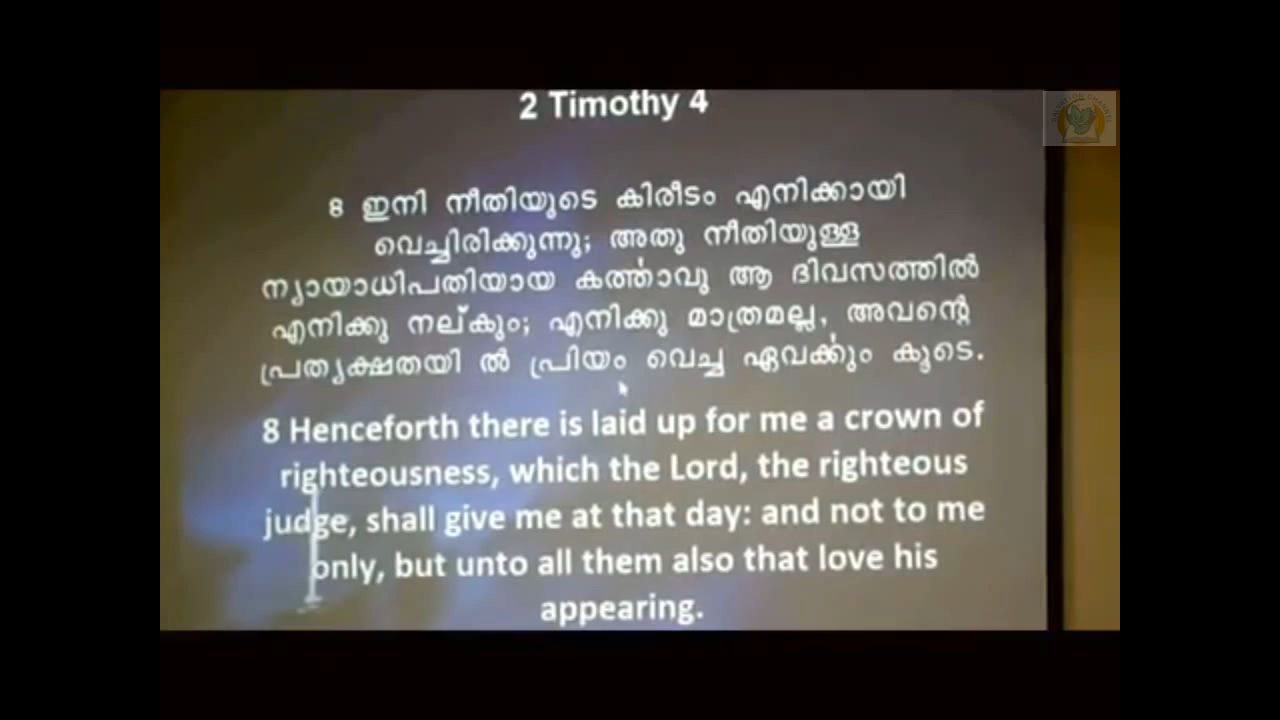 2 Timothy 4
8 ഇനി നീതിയുടെ കിരീടം എനിക്കായി
വെച്ചിരിക്കുന്നു; അതു നീതിയുള്ള
ന്യായാധിപതിയായ കർത്താവു ആ ദിവസത്തിൽ
എനിക്കു നല്കും; എനിക്കു മാത്രമല്ല, അവന്റെ
പ്രത്യക്ഷതയി ൽ പ്രിയം വെച്ച ഏവർക്കും കൂടെ.
8 Henceforth there is laid up for me a crown of
righteousness, which the Lord, the righteous
judge, shall give me at that day: and not to me
only, but unto all them also that love his
appearing.